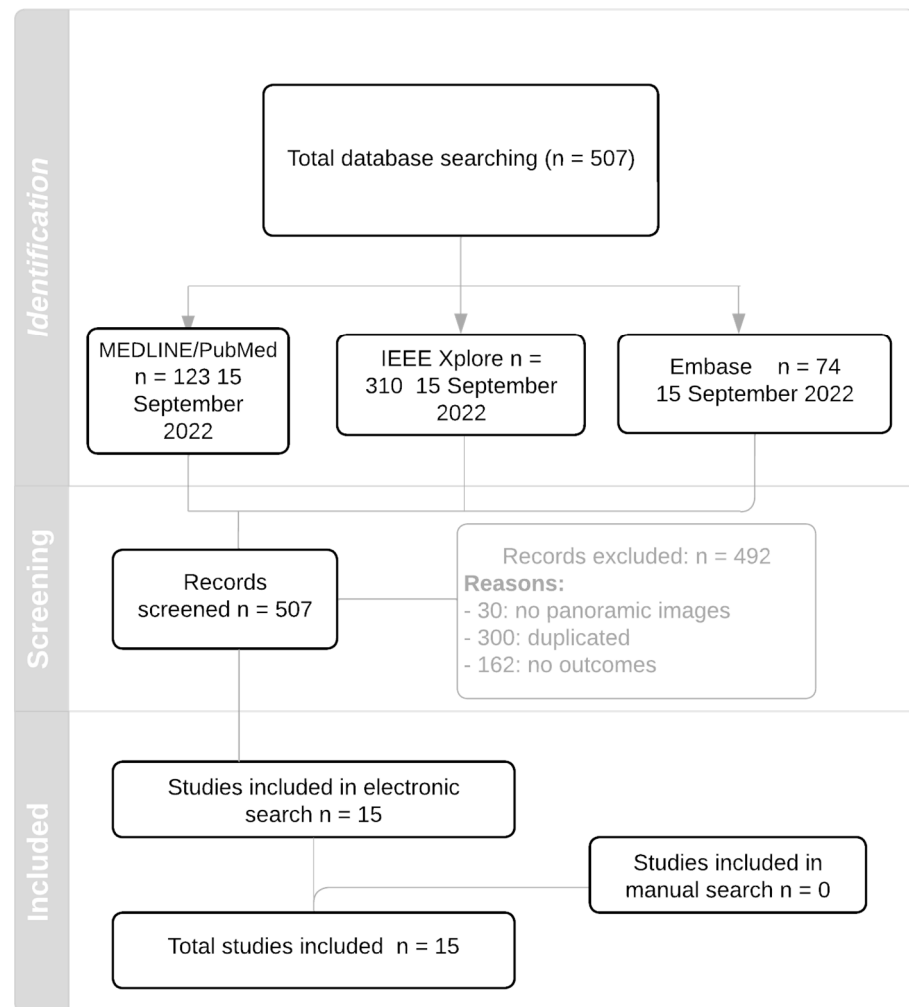 Identification
Total database searching (n = 507)
MEDLINE/PubMed
n = 123 15
September
2022
IEEE Xplore n =
310 15 September
2022
Embase n = 74
15 September 2022
Screening
Records
screened n = 507
Records excluded: n = 492
Reasons:
- 30: no panoramic images
- 300: duplicated
- 162: no outcomes
Included
Studies included in electronic
search n = 15
Studies included in
manual search n = 0
Total studies included n = 15